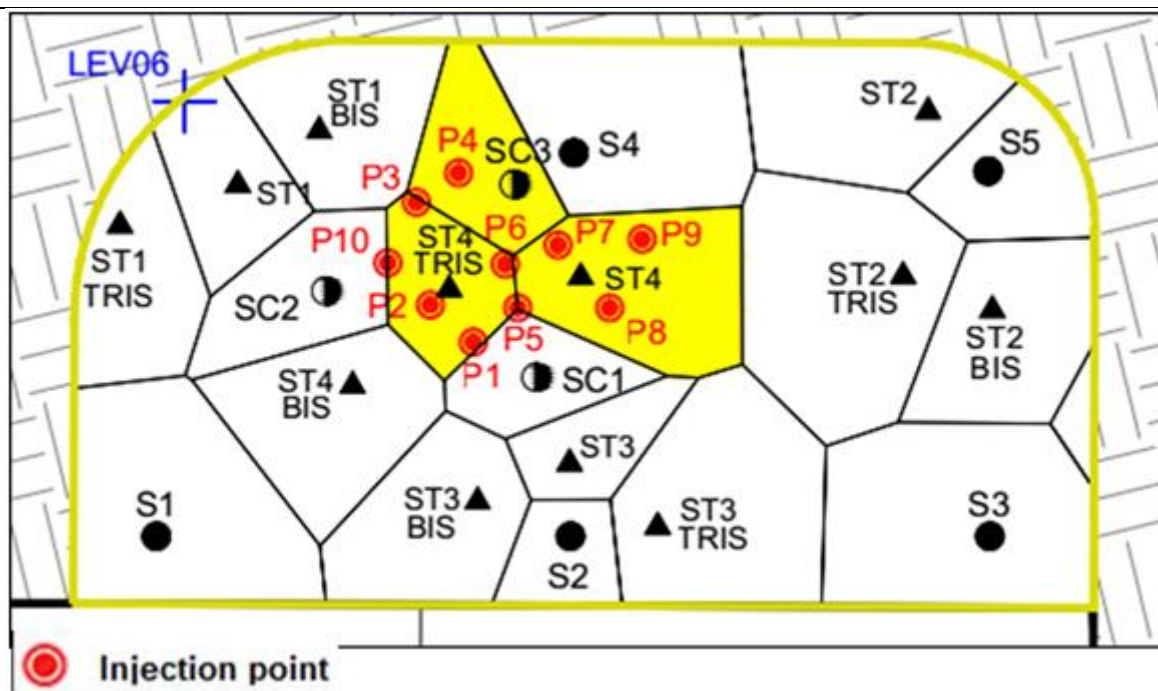 LEV06
ST1
BIS
ST2
P4
SC3
S4
S5
P3
ST1
P6
ST1
TRIS
P10
ST4
TRIS
P7
P9
ST2
TRIS
SC2
P2
ST4
P5
P8
ST2
BIS
P1
SC1
ST4
BIS
ST3
S1
ST3
BIS
ST3
TRIS
S3
S2
Injection point